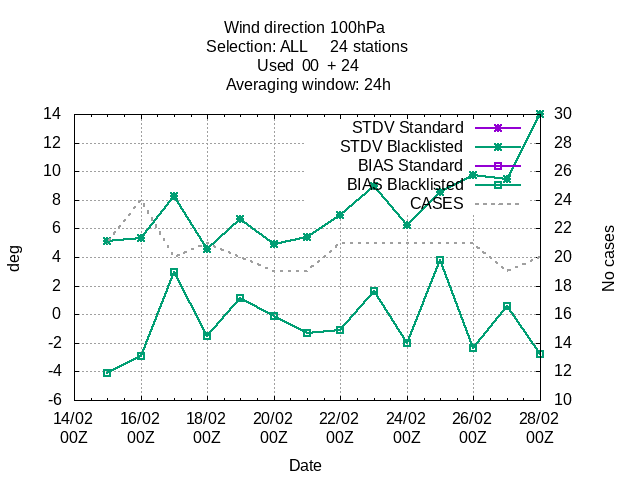 Wind direction 100hPa
Selection: ALL     24 stations
Used  00  + 24
Averaging window: 24h
14
12
10
8
6
4
2
0
-2
-4
-6
deg
STDV Standard
STDV Blacklisted
BIAS Standard
BIAS Blacklisted
CASES
30
28
26
24
22
20
18
16
14
12
10
No cases
14/02 16/02 18/02 20/02 22/02 24/02 26/02 28/02
00Z 00Z 00Z 00Z 00Z 00Z 00Z 00Z
Date